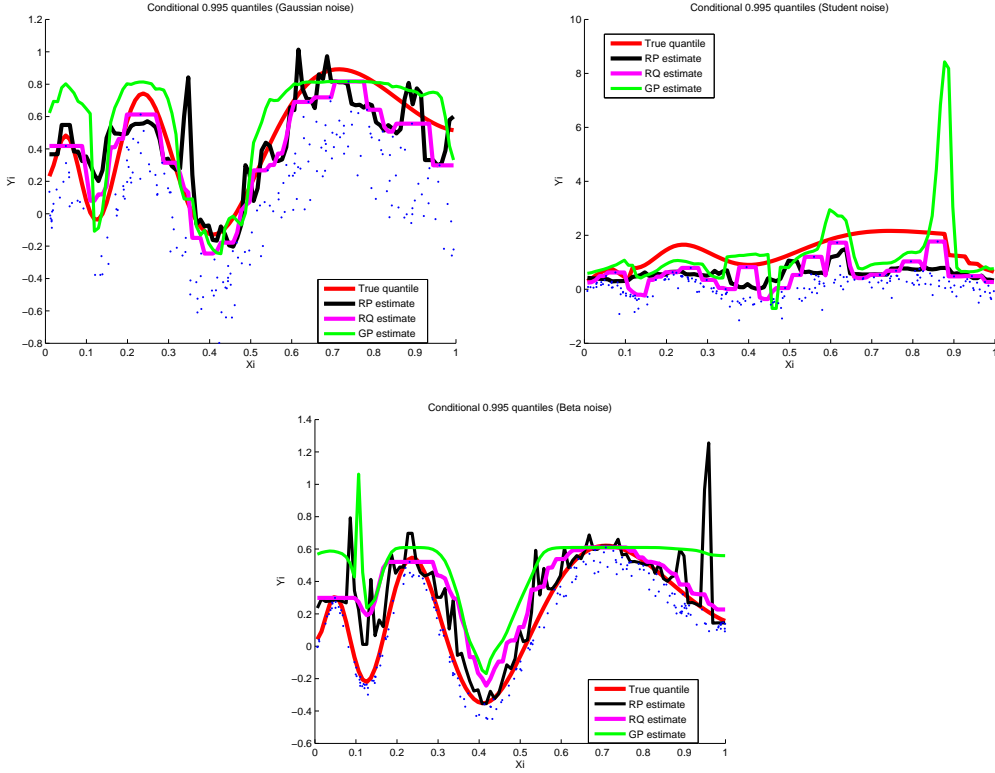 Conditional 0.995 quantiles (Gaussian noise)
1.2
1
0.8
0.6
0.4
0.2
0
−0.2
−0.4
−0.6
−0.8
Yi
0
0.1
0.2
0.3
0.4
0.5
0.6
0.7
0.8
0.9
1
Xi
True quantile
RP estimate
RQ estimate
GP estimate
Conditional 0.995 quantiles (Student noise)
10
8
6
4
2
0
−2
Yi
0
0.1
0.2
0.3
0.4
0.5
0.6
0.7
0.8
0.9
1
Xi
True quantile
RP estimate
RQ estimate
GP estimate
Conditional 0.995 quantiles (Beta noise)
1.4
1.2
1
0.8
0.6
0.4
0.2
0
−0.2
−0.4
−0.6
Yi
0
0.1
0.2
0.3
0.4
0.5
0.6
0.7
0.8
0.9
1
Xi
True quantile
RP estimate
RQ estimate
GP estimate